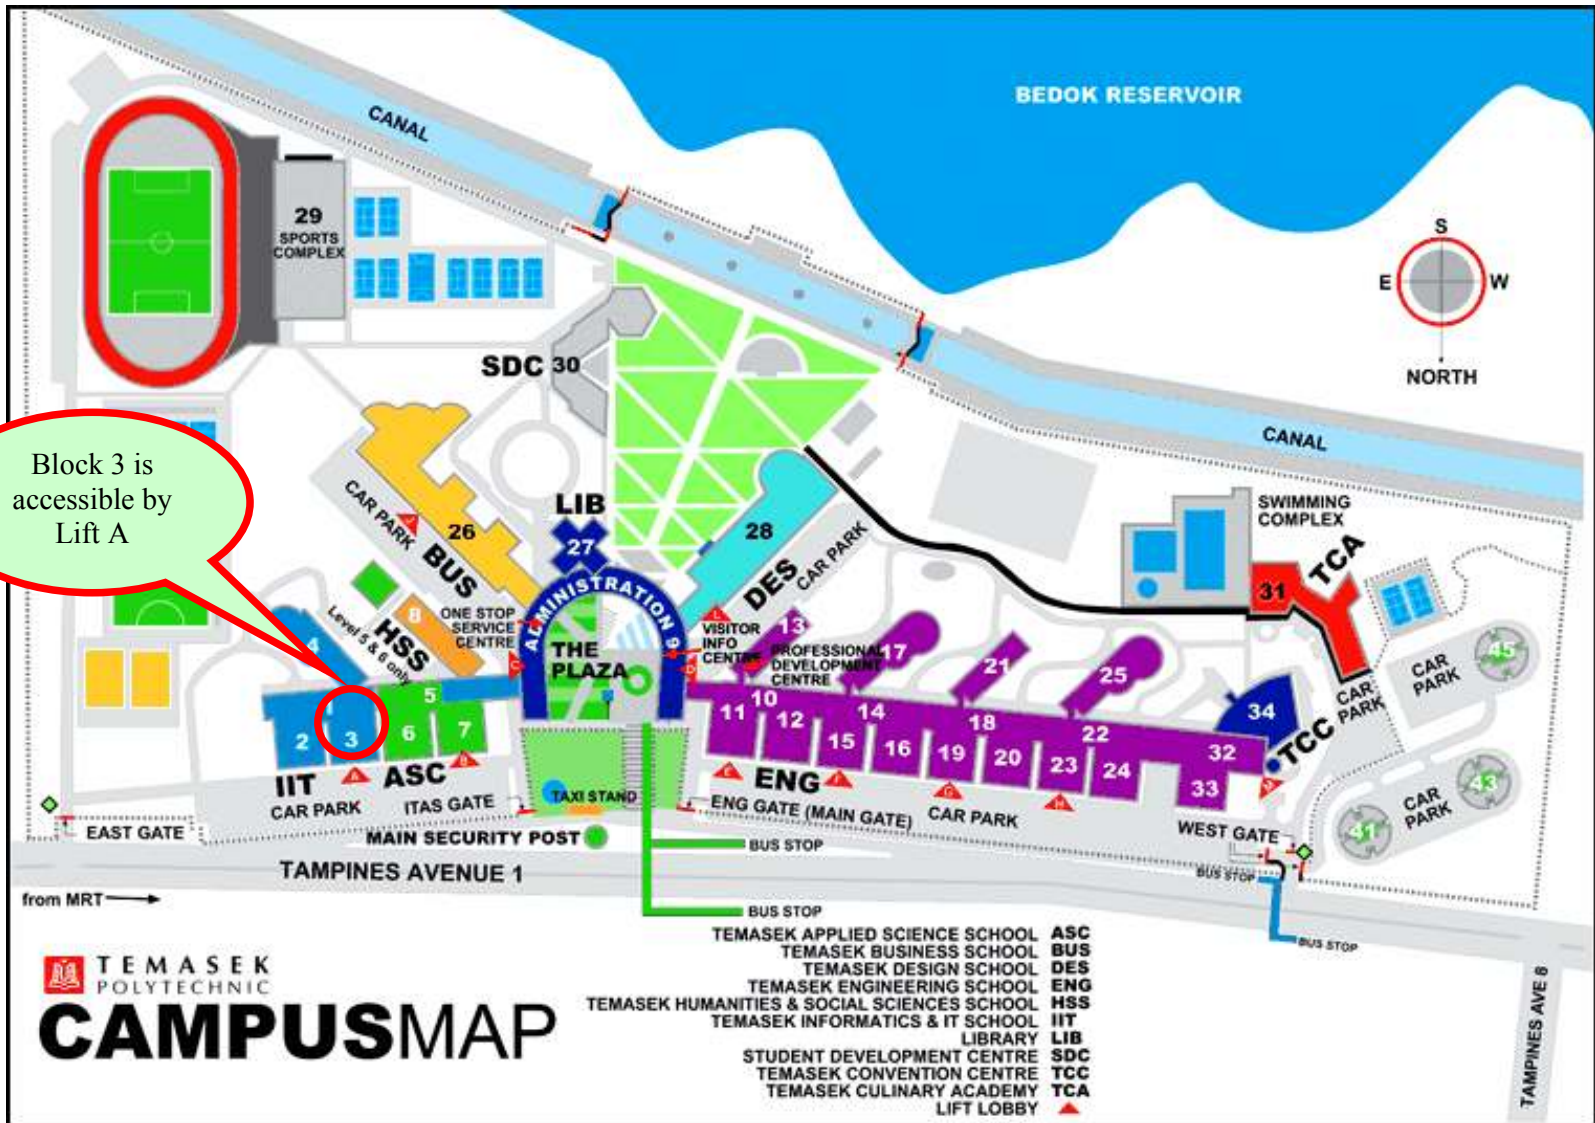 BEDOK RESERVOIR
CANAL
S
E
W
NORTH
29
SPORTS
COMPLEX
SDC 30
CANAL
Block 3 is
accessible by
Lift A
CAR PARK
J
26
BUS
LIB
27
28
DES
CAR PARK
SWIMMING
COMPLEX
31
TCA
ADMINISTRATION 9
ONE STOP
SERVICE
CENTRE
THE
PLAZA
L
VISITOR
INFO
CENTRE
PROFESSIONAL
DEVELOPMENT
CENTRE
8
HSS
Level 5 & 6 only
4
C
D
13
17
21
25
CAR
PARK
45
CAR
PARK
34
TCC
5
2
3
6
7
10
11
12
14
15
16
18
19
20
22
23
24
32
33
A
B
E
F
G
H
IIT
ASC
ENG
CAR PARK
ITAS GATE
TAXI STAND
ENG GATE (MAIN GATE)
CAR PARK
CAR
PARK
43
41
EAST GATE
MAIN SECURITY POST
WEST GATE
BUS STOP
BUS STOP
TAMPINES AVENUE 1
from MRT
BUS STOP
BUS STOP
TEMASEK
POLYTECHNIC
CAMPUSMAP
TEMASEK APPLIED SCIENCE SCHOOL ASC
TEMASEK BUSINESS SCHOOL BUS
TEMASEK DESIGN SCHOOL DES
TEMASEK ENGINEERING SCHOOL ENG
TEMASEK HUMANITIES & SOCIAL SCIENCES SCHOOL HSS
TEMASEK INFORMATICS & IT SCHOOL IIT
LIBRARY LIB
STUDENT DEVELOPMENT CENTRE SDC
TEMASEK CONVENTION CENTRE TCC
TEMASEK CULINARY ACADEMY TCA
LIFT LOBBY
TAMPINES AVE 8